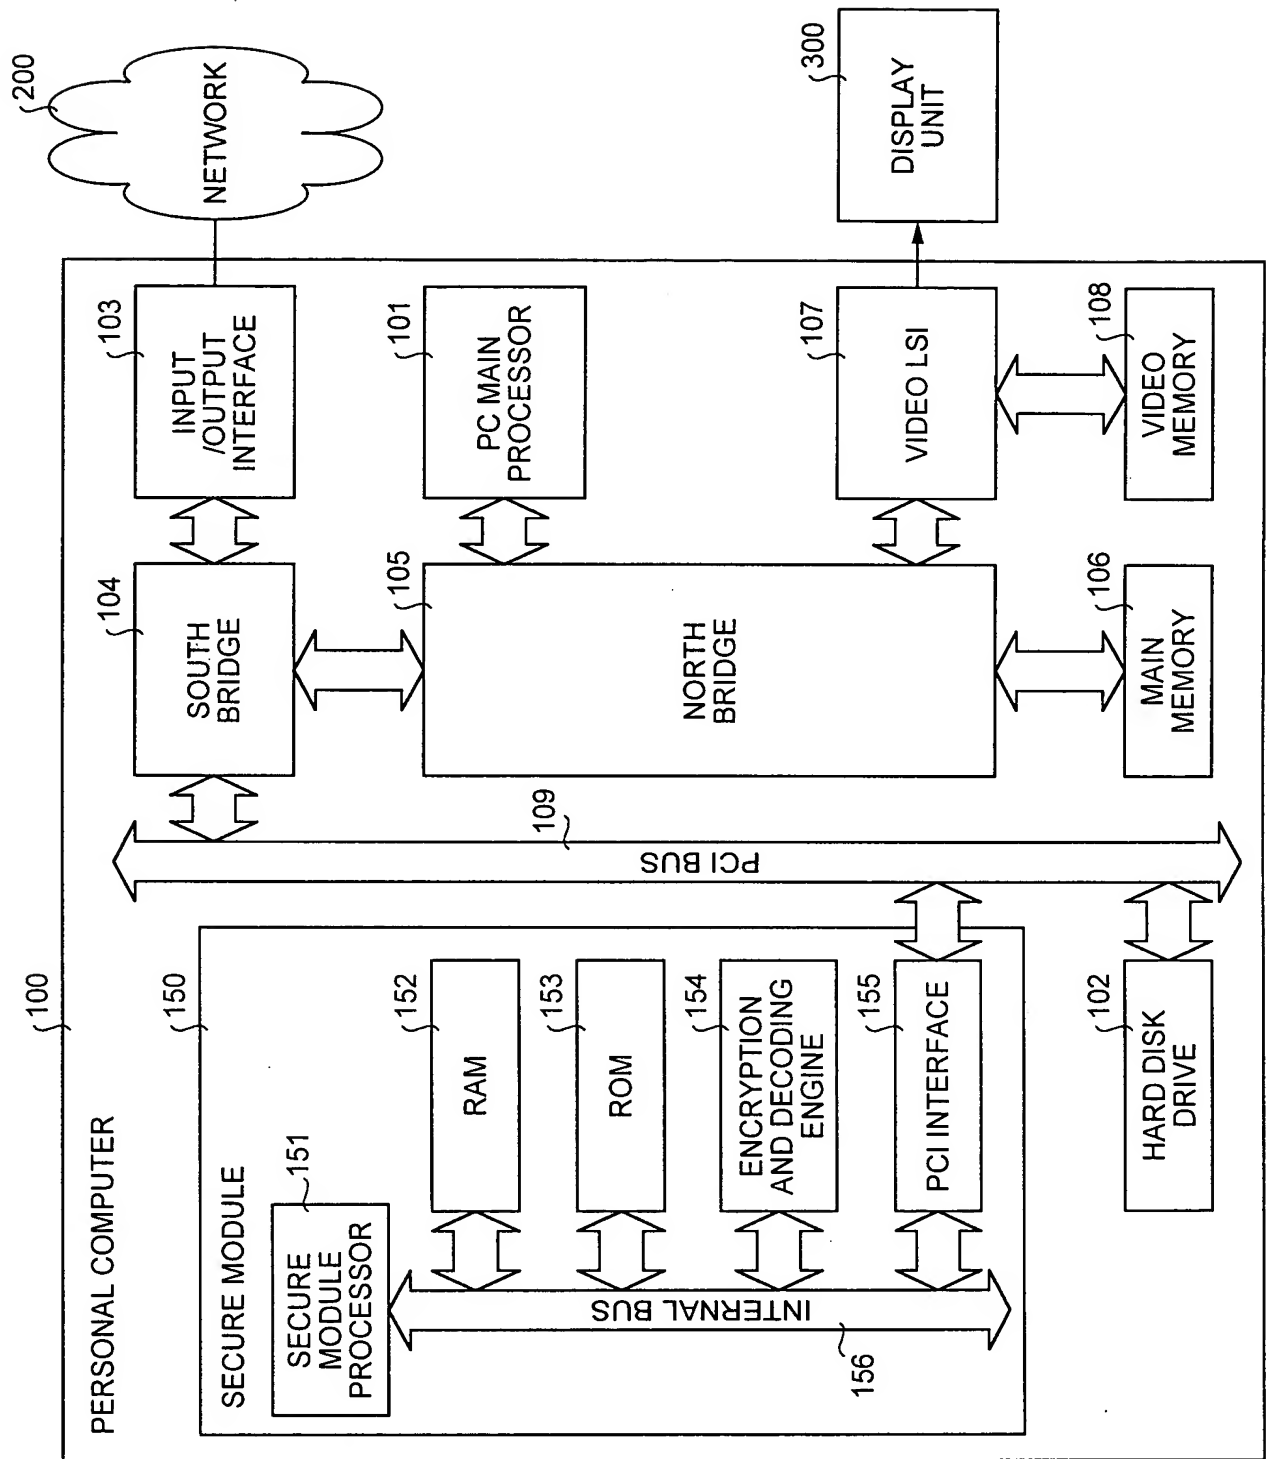 100
PERSONAL COMPUTER
150
SECURE MODULE
151
SECURE
MODULE
PROCESSOR
152
RAM
153
ROM
154
ENCRYPTION
AND DECODING
ENGINE
155
PCI INTERFACE
INTERNAL BUS
156
102
HARD DISK
DRIVE
109
PCI BUS
104
SOUTH
BRIDGE
105
NORTH
BRIDGE
106
MAIN
MEMORY
103
INPUT
/OUTPUT
INTERFACE
101
PC MAIN
PROCESSOR
107
VIDEO LSI
108
VIDEO
MEMORY
200
NETWORK
300
DISPLAY
UNIT